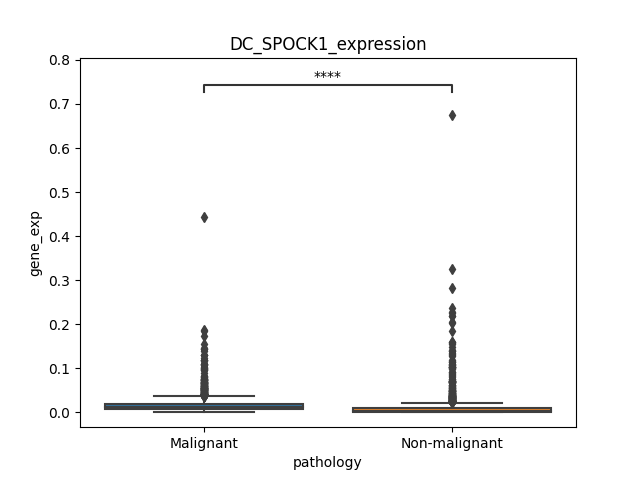 DC_SPOCK1_expression
****
0.8
0.7
0.6
0.5
0.4
0.3
0.2
0.1
0.0
gene_exp
Malignant
Non-malignant
pathology